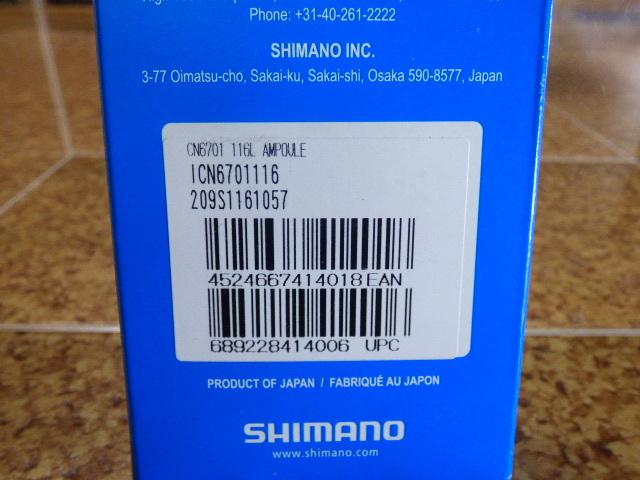 Phone: +31-40-261-2222
SHIMANO INC.
3-77 Oimatsu-cho, Sakai-ku, Sakai-shi, Osaka 590-8577, Japan
CN6701 116L AMPOULE
ICN6701116
209S1161057
4524667414018 EAN
689228414006 UPC
PRODUCT OF JAPAN / FABRIQUÉ AU JAPON
SHIMANO
www.shimano.com